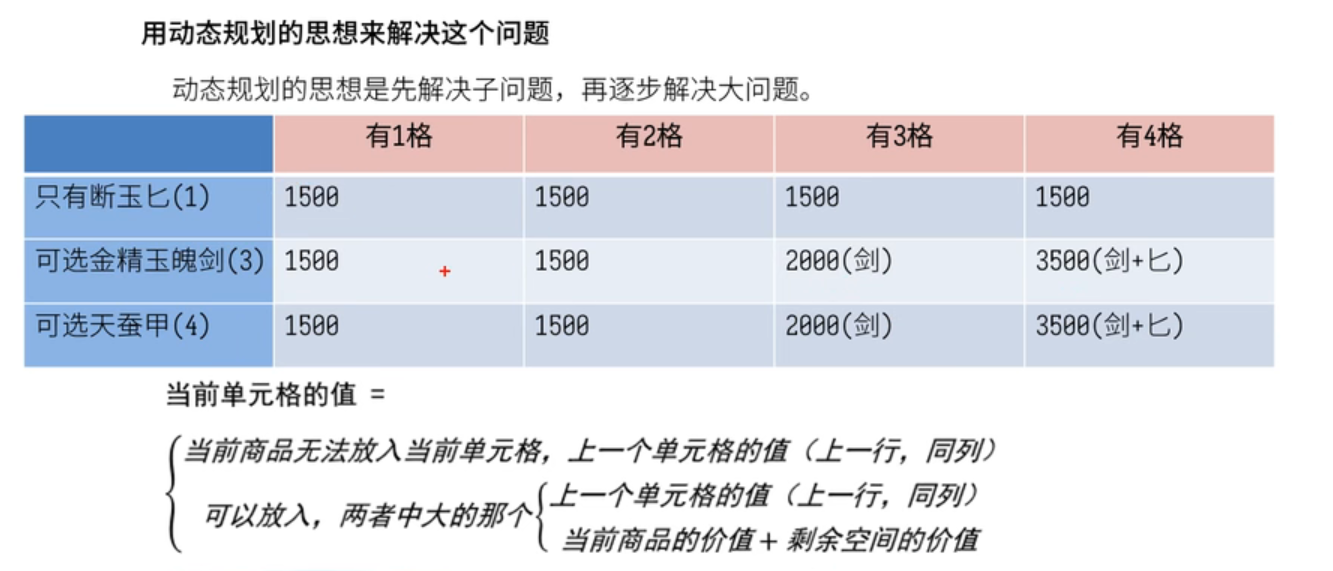 用动态规划的思想来解决这个问题
动态规划的思想是先解决子问题，再逐步解决大问题。
有1格 有2格 有3格 有4格
只有断玉匕(1) 1500 1500 1500 1500
可选金精玉魄剑(3) 1500 1500 2000(剑) 3500(剑+匕)
可选天蚕甲(4) 1500 1500 2000(剑) 3500(剑+匕)
当前单元格的值 =
当前商品无法放入当前单元格，上一个单元格的值（上一行，同列）
可以放入，两者中大的那个
上一个单元格的值（上一行，同列）
当前商品的价值 + 剩余空间的价值